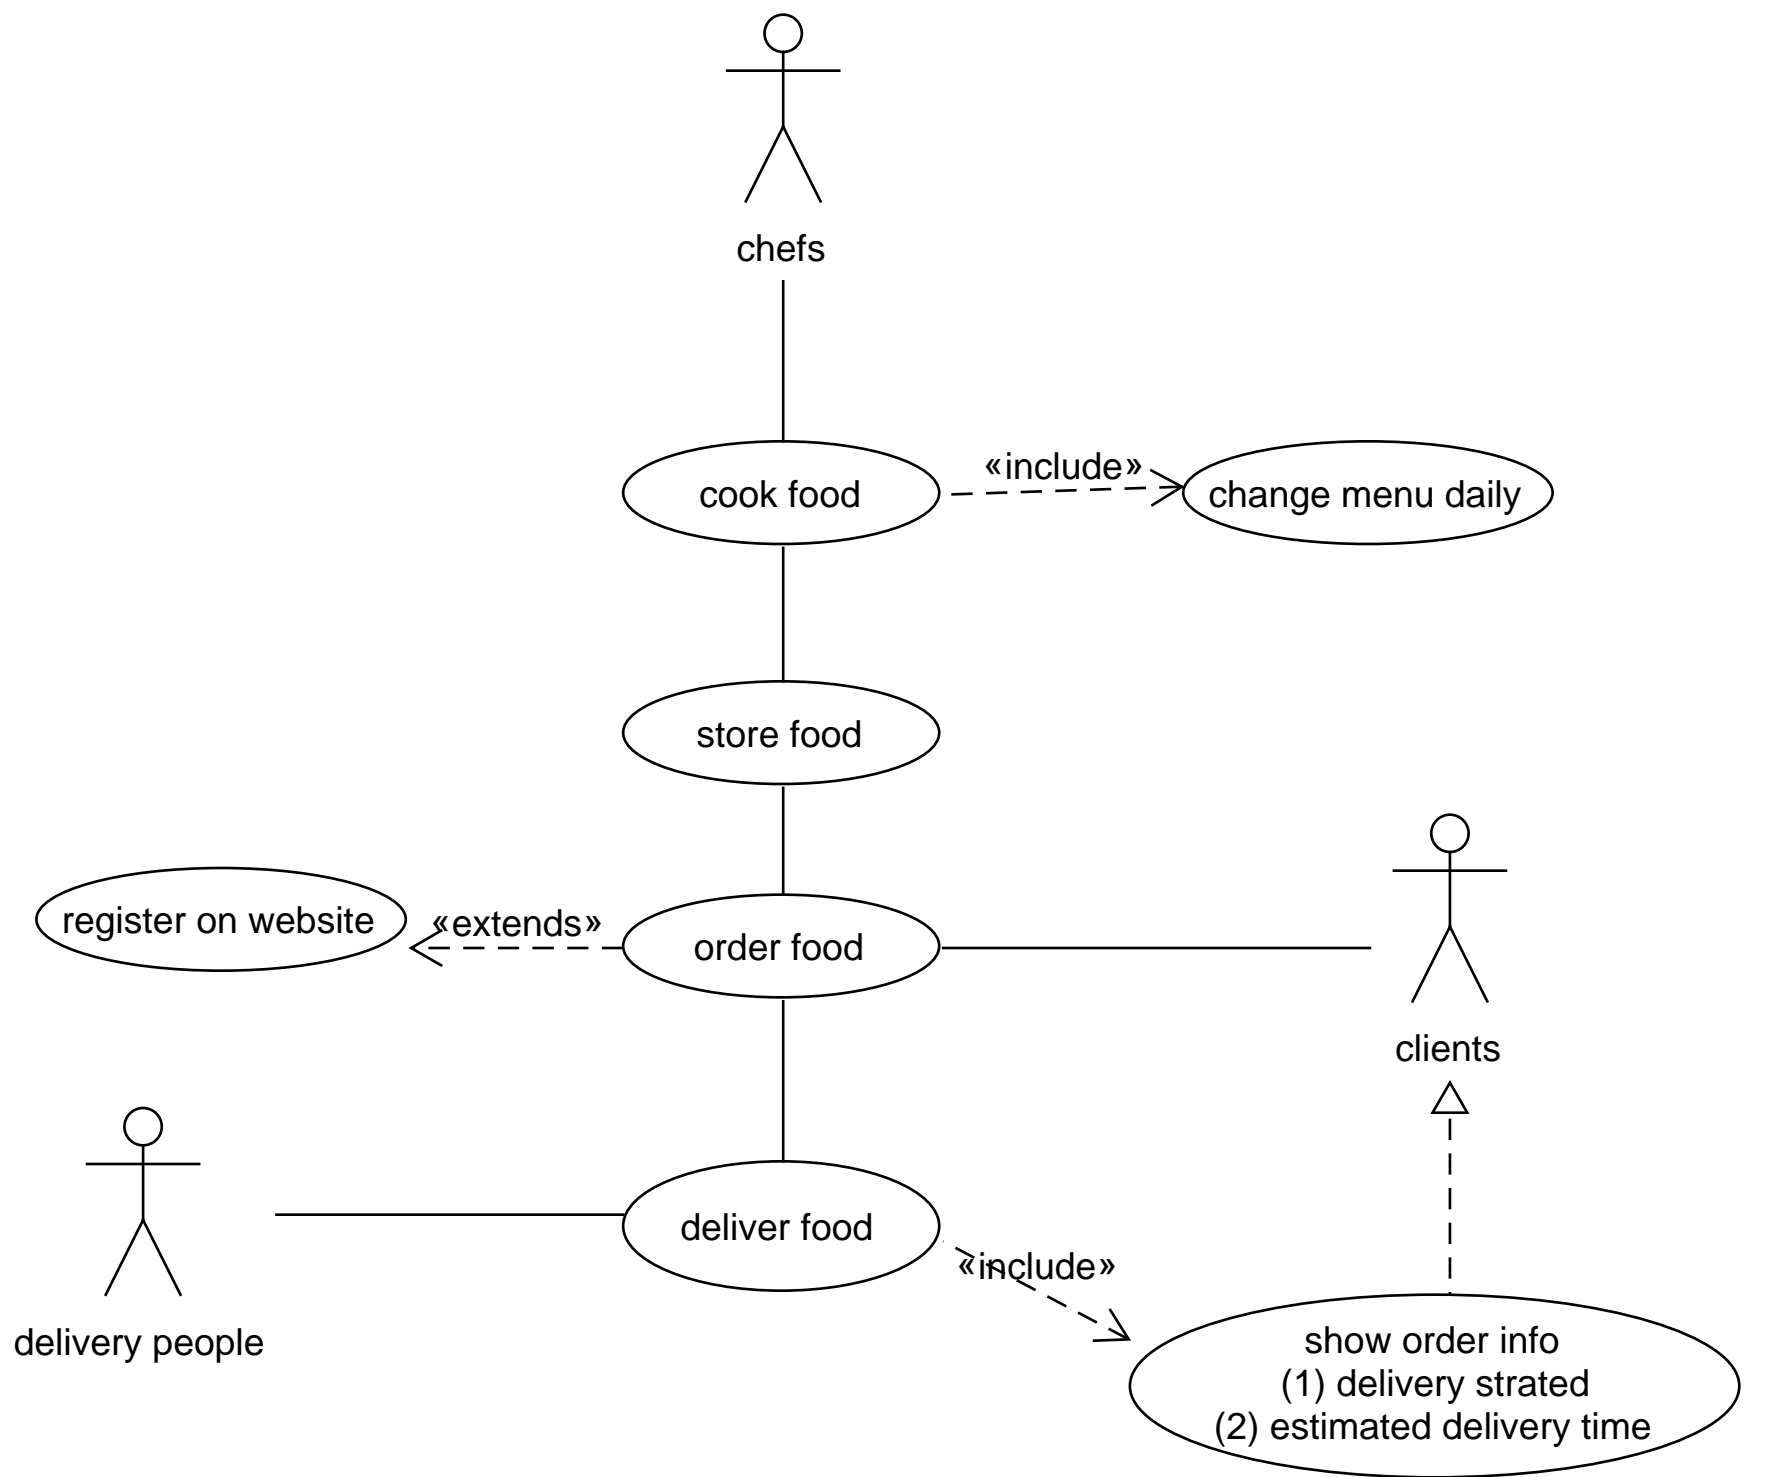 chefs
«include»
cook food
change menu daily
store food
register on website
«extends»
order food
clients
deliver food
«include»
delivery people
show order info
(1) delivery strated
(2) estimated delivery time